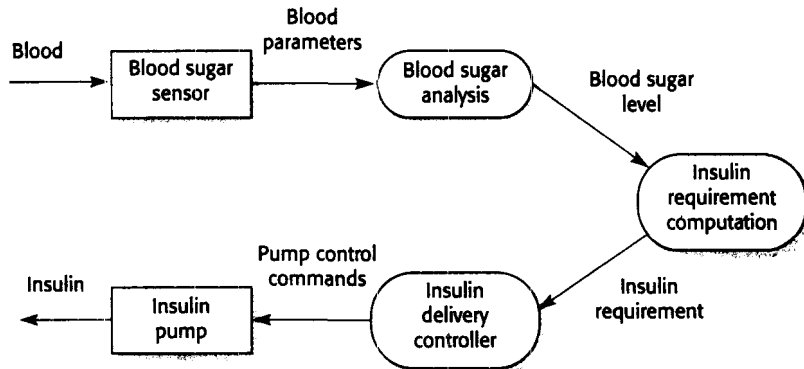 Blood
Blood sugar
sensor
Blood
parameters
Blood sugar
analysis
Blood sugar
level
Insulin
requirement
computation
Insulin
requirement
Insulin
delivery
controller
Pump control
commands
Insulin
pump
Insulin